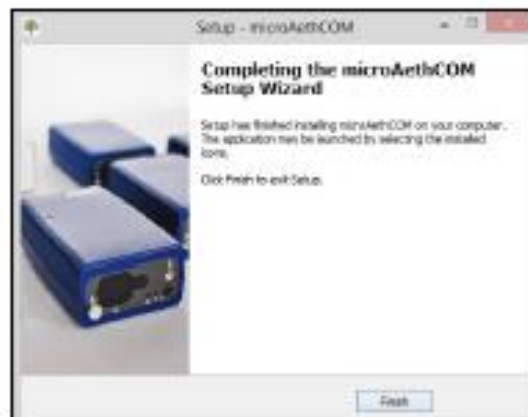 Setup - microAethCOM
Completing the microAethCOM
Setup Wizard
Setup has finished installing microAethCOM on your computer.
The application may be launched by selecting the installed
icons.
Click Finish to exit Setup.
Finish